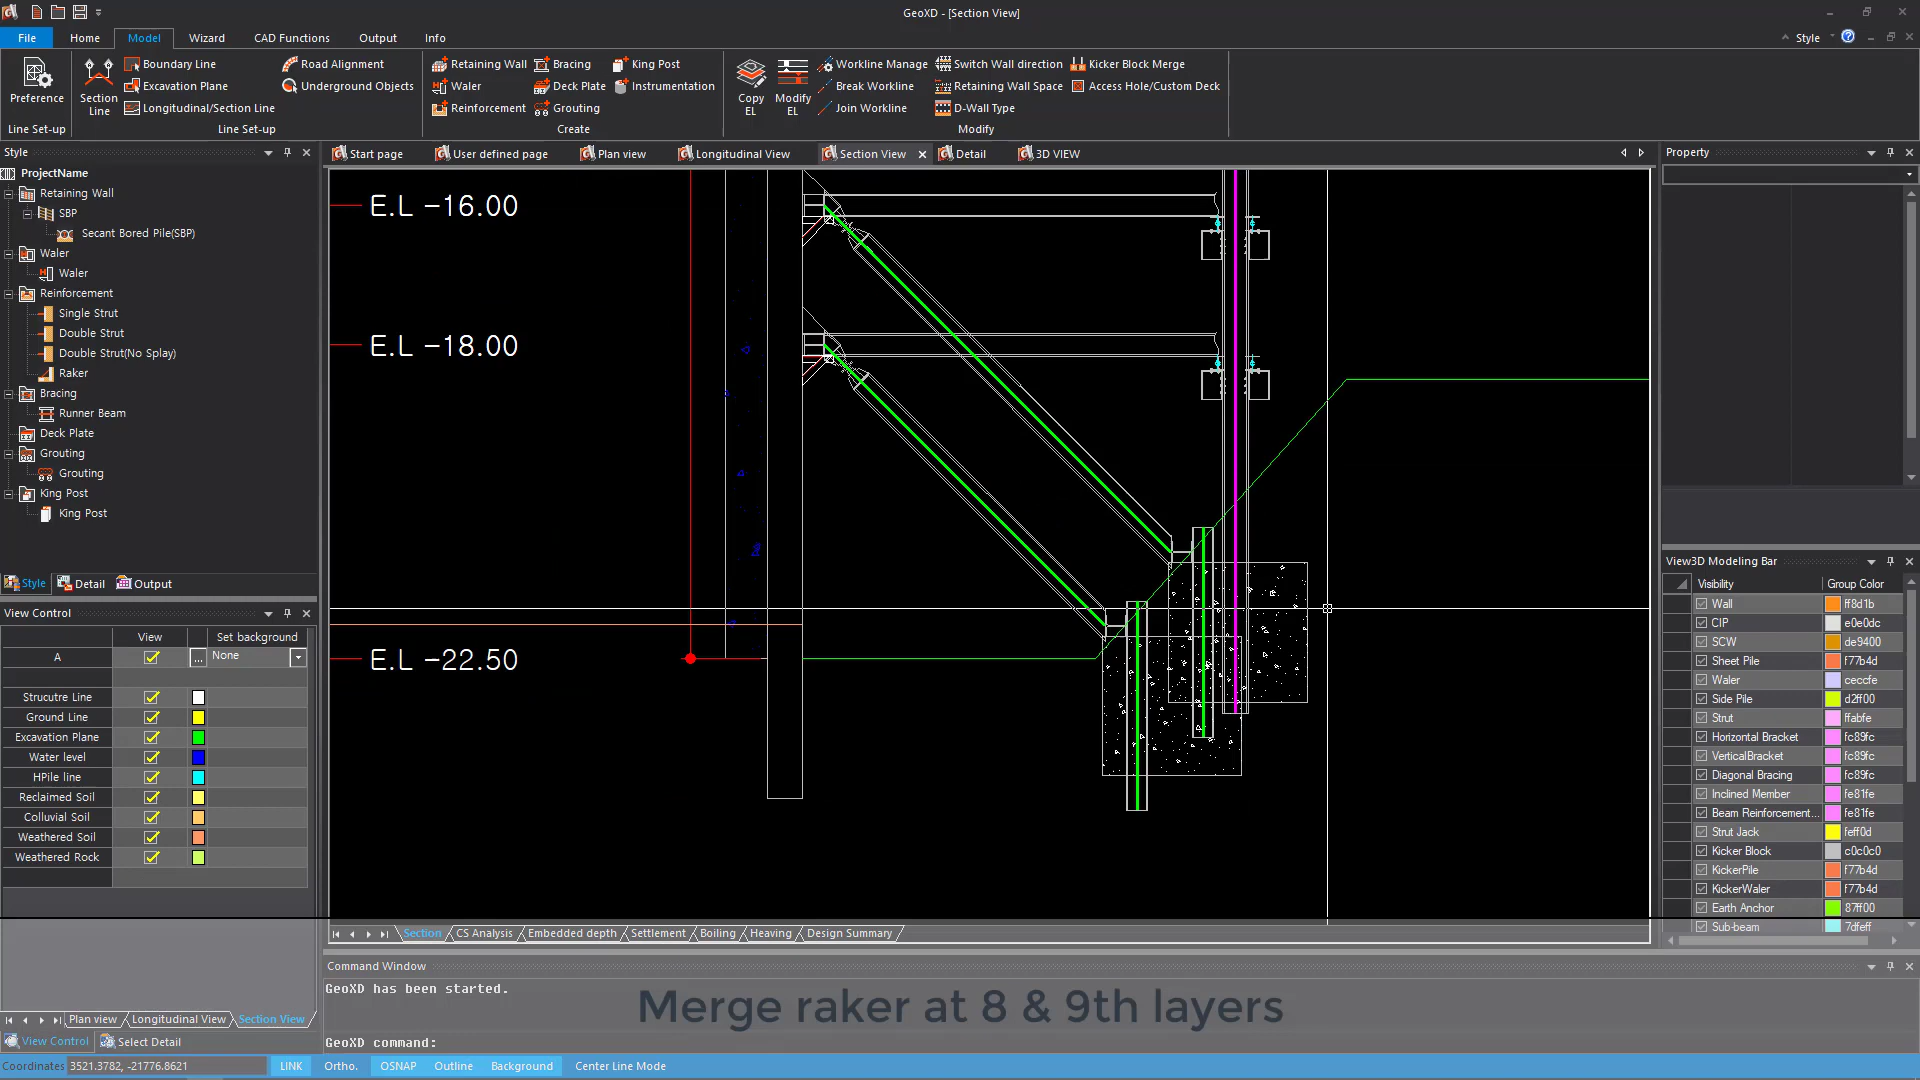 GeoXD - [Section View]
File Home Model Wizard CAD Functions Output Info Style
Preference
Section Line
Boundary Line
Excavation Plane
Longitudinal/Section Line
Road Alignment
Underground Objects
Retaining Wall
Waler
Reinforcement
Bracing
Deck Plate
Grouting
King Post
Instrumentation
Copy EL
Modify EL
Workline Manage
Break Workline
Join Workline
Switch Wall direction
Retaining Wall Space
D-Wall Type
Kicker Block Merge
Access Hole/Custom Deck
Line Set-up Line Set-up Create Modify
Style
Start page User defined page Plan view Longitudinal View Section View Detail 3D VIEW
Property
ProjectName
Retaining Wall
SBP
Secant Bored Pile(SBP)
Waler
Waler
Reinforcement
Single Strut
Double Strut
Double Strut(No Splay)
Raker
Bracing
Runner Beam
Deck Plate
Grouting
Grouting
King Post
King Post
Style Detail Output
View Control
View Set background
A ... None
Strucutre Line
Ground Line
Excavation Plane
Water level
HPile line
Reclaimed Soil
Colluvial Soil
Weathered Soil
Weathered Rock
Plan view Longitudinal View Section View
View Control Select Detail
E.L -16.00
E.L -18.00
E.L -22.50
Section CS Analysis Embedded depth Settlement Boiling Heaving Design Summary
View3D Modeling Bar
Visibility Group Color
Wall ff8d1b
CIP e0e0dc
SCW de9400
Sheet Pile f77b4d
Waler ceccfe
Side Pile d2ff00
Strut ffabfe
Horizontal Bracket fc89fc
VerticalBracket fc89fc
Diagonal Bracing fc89fc
Inclined Member fe81fe
Beam Reinforcement... fe81fe
Strut Jack feff0d
Kicker Block c0c0c0
KickerPile f77b4d
KickerWaler f77b4d
Earth Anchor 87ff00
Sub-beam 7dfeff
Command Window
GeoXD has been started.
Merge raker at 8 & 9th layers
GeoXD command:
Coordinates 3521.3782, -21776.8621 LINK Ortho. OSNAP Outline Background Center Line Mode